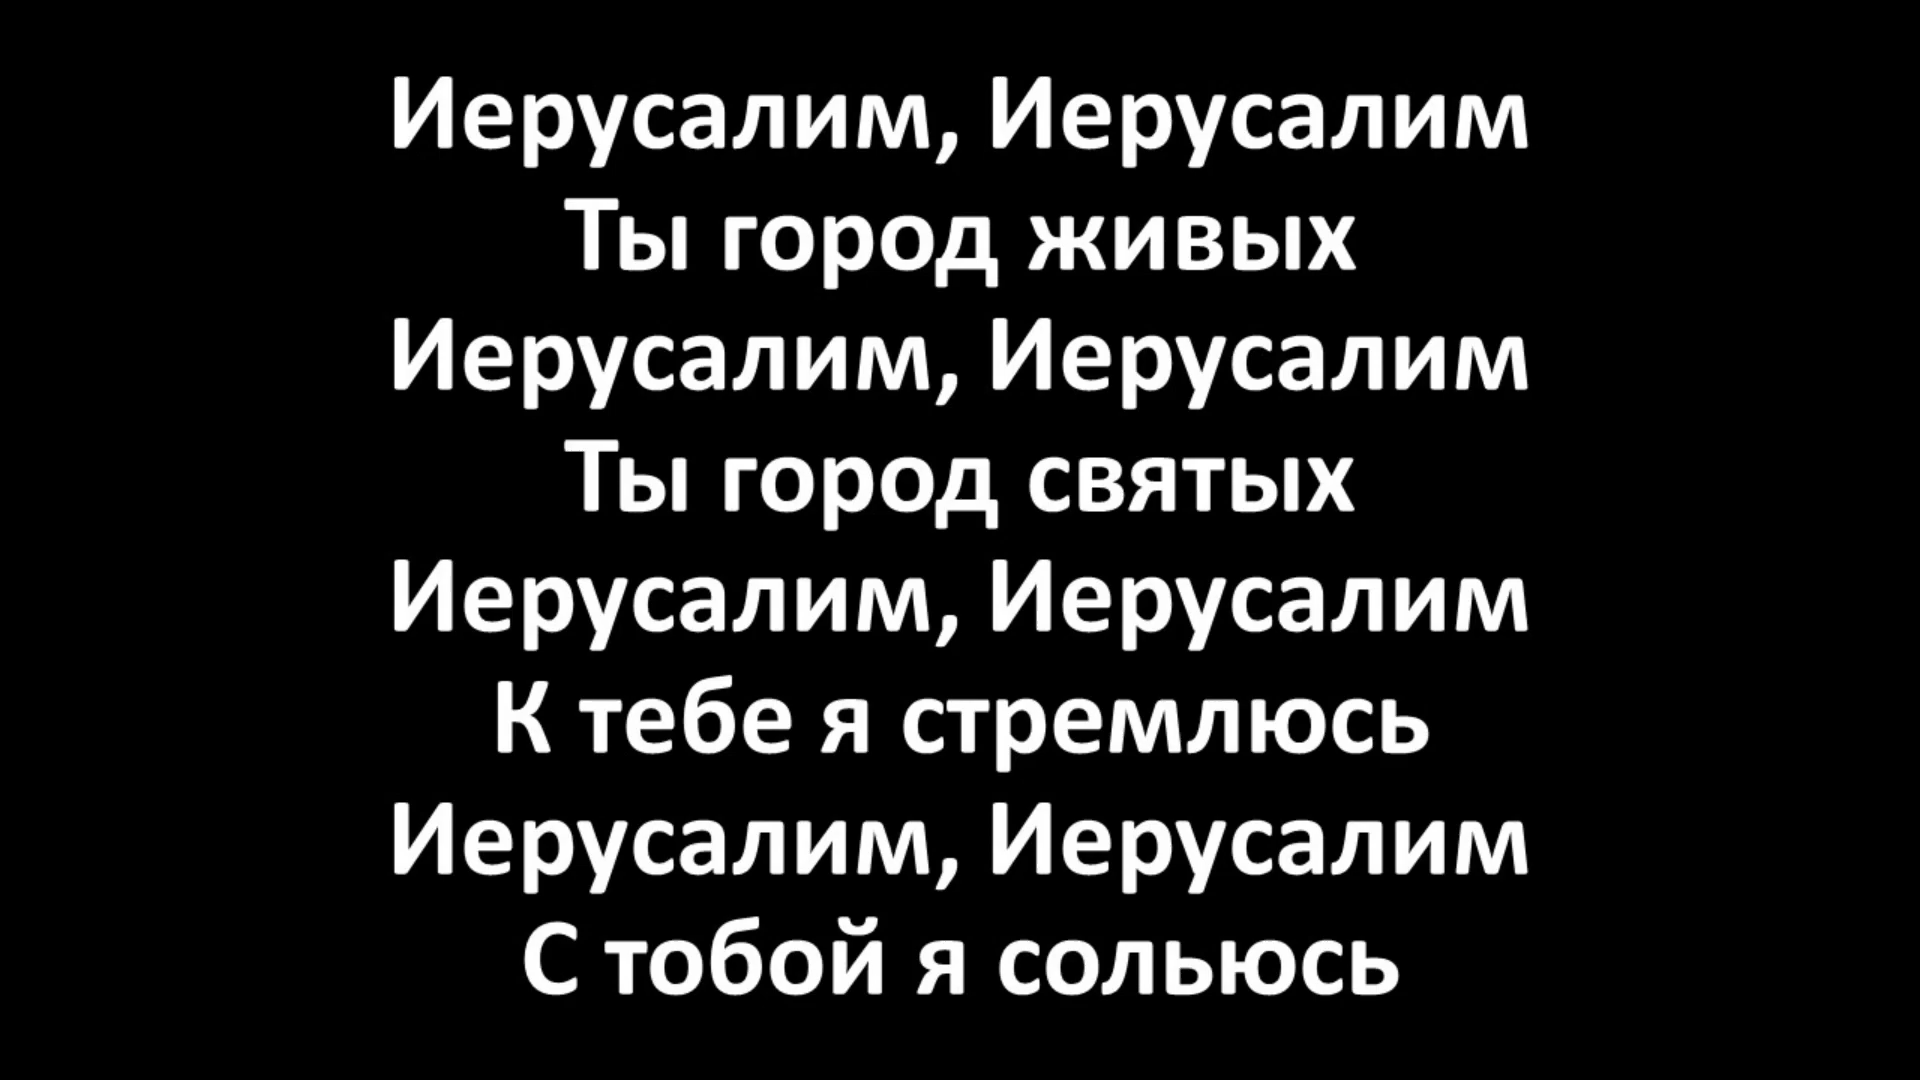 Иерусалим, Иерусалим
Ты город живых
Иерусалим, Иерусалим
Ты город святых
Иерусалим, Иерусалим
К тебе я стремлюсь
Иерусалим, Иерусалим
С тобой я сольюсь